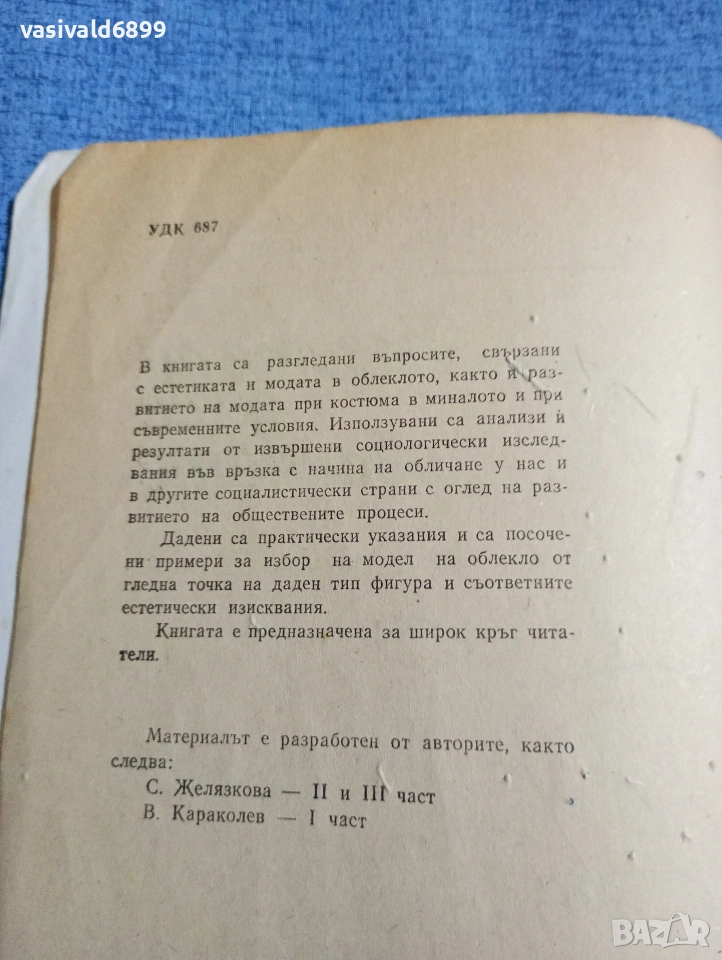 vasivald6899
УДК 687
В книгата са разгледани въпросите, свързани
с естетиката и модата в облеклото, както и раз-
витието на модата при костюма в миналото и при
съвременните условия. Използувани са анализи и
резултати от извършени социологически изслед-
вания във връзка с начина на обличане у нас и
в другите социалистически страни с оглед на раз-
витието на обществените процеси.
Дадени са практически указания и са посоче-
ни примери за избор на модел на облекло от
гледна точка на даден тип фигура и съответните
естетически изисквания.
Книгата е предназначена за широк кръг чита-
тели.
Материалът е разработен от авторите, както
следва:
С. Желязкова — II и III част
В. Караколев — I част
BAZAR